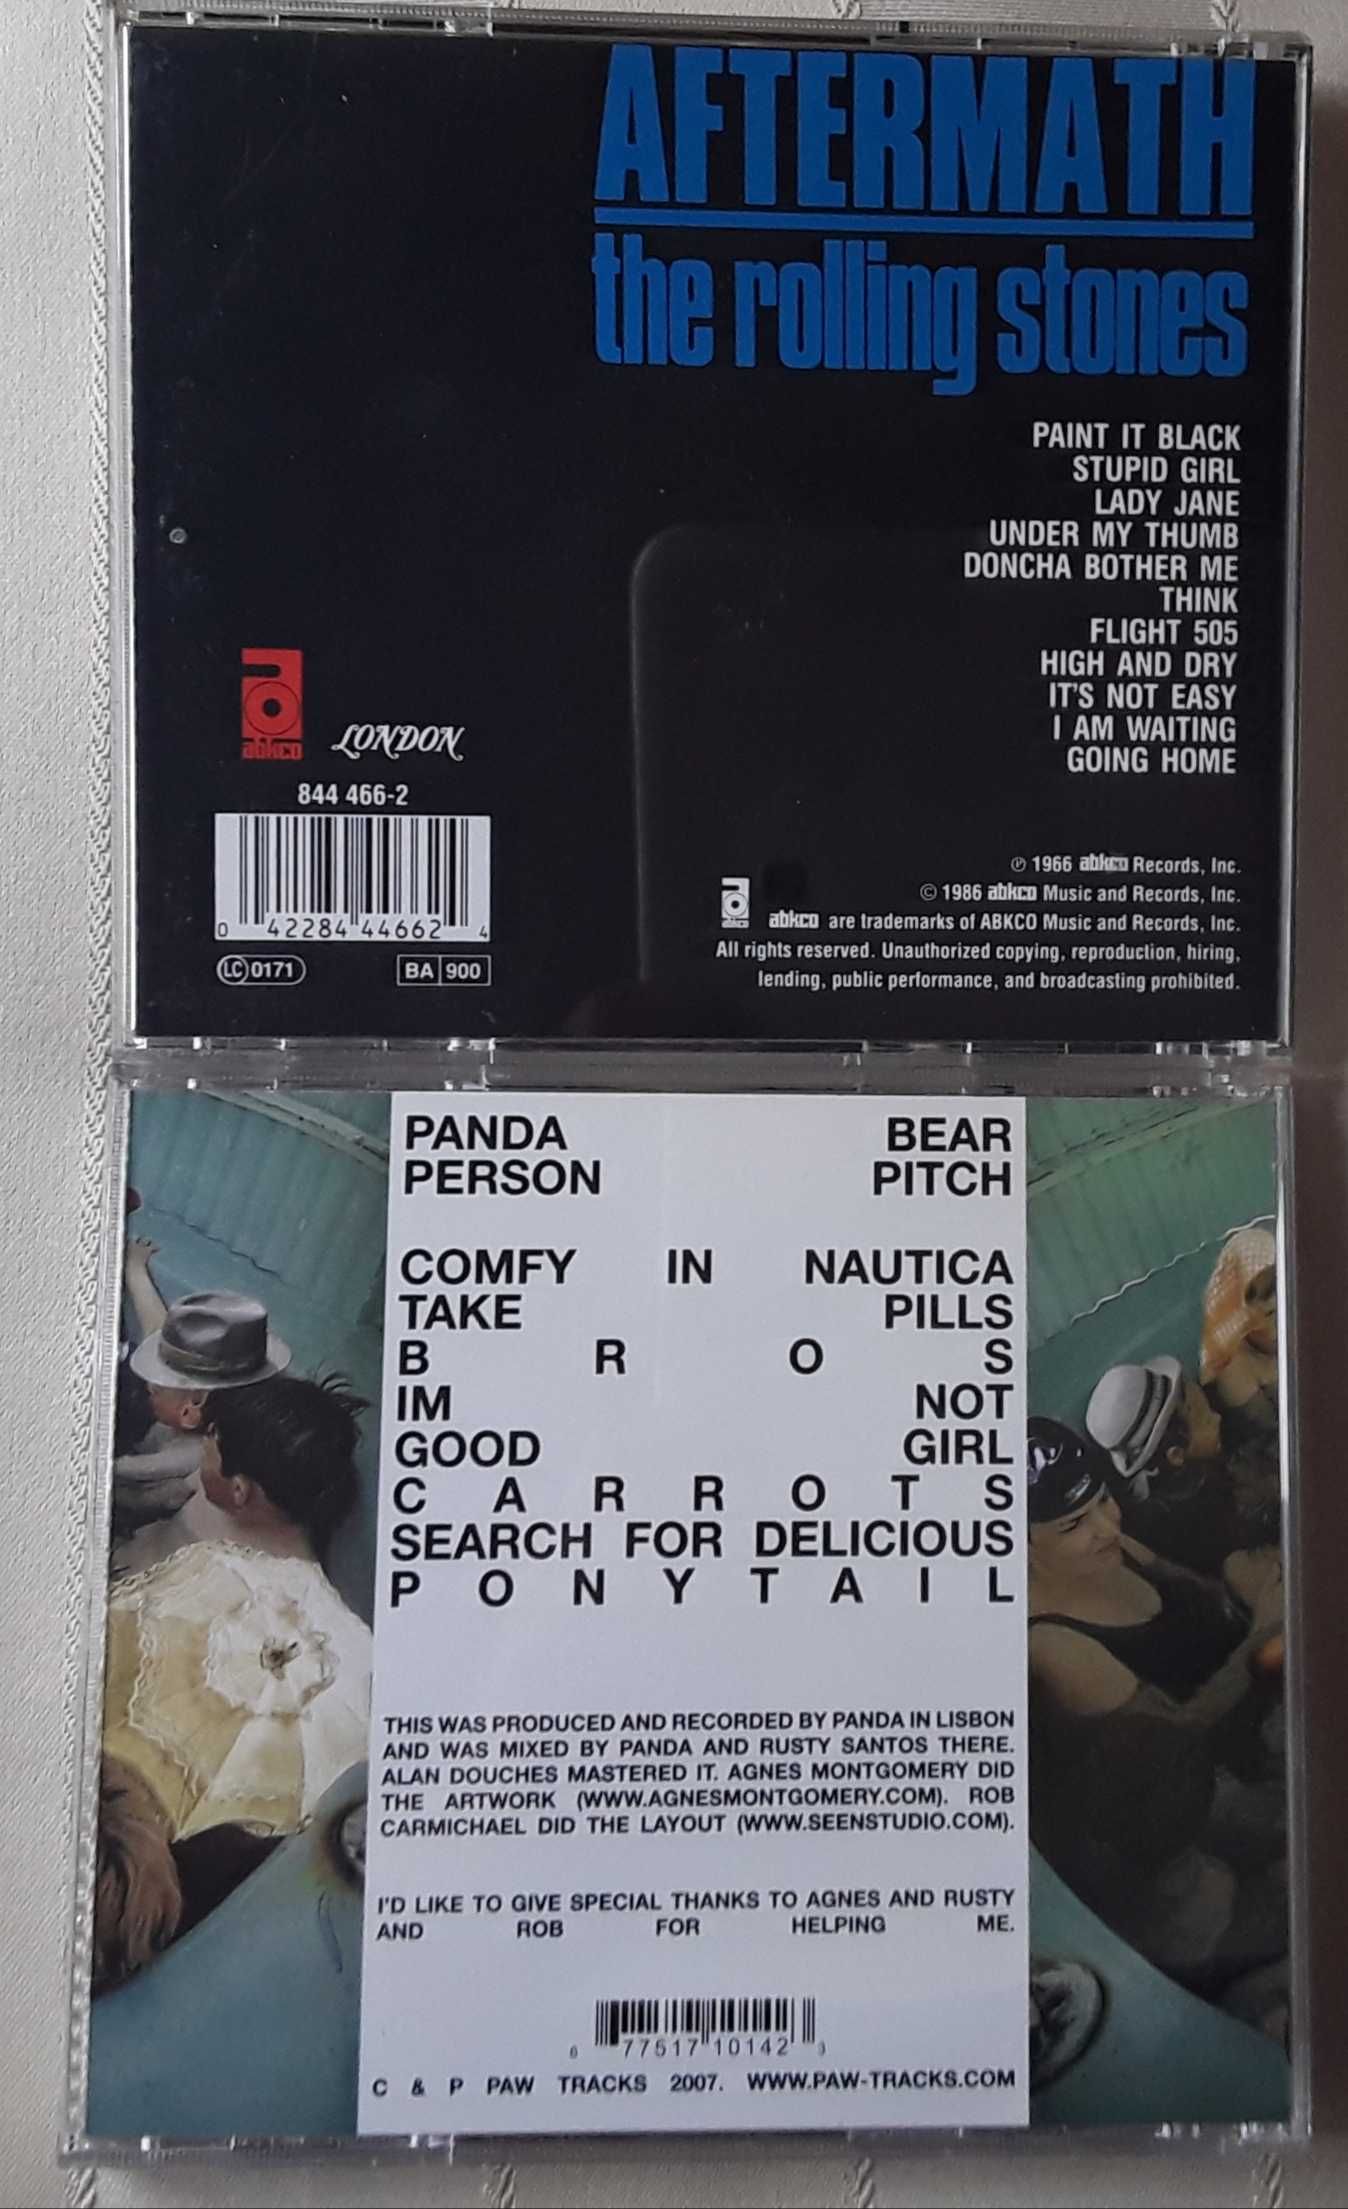 AFTERMATH
the rolling stones
PAINT IT BLACK
STUPID GIRL
LADY JANE
UNDER MY THUMB
DONCHA BOTHER ME
THINK
FLIGHT 505
HIGH AND DRY
IT'S NOT EASY
I AM WAITING
GOING HOME
abkco
LONDON
844 466-2
0 42284 44662 4
LC 0171
BA 900
℗ 1966 abkco Records, Inc.
© 1986 abkco Music and Records, Inc.
abkco abkco are trademarks of ABKCO Music and Records, Inc.
All rights reserved. Unauthorized copying, reproduction, hiring,
lending, public performance, and broadcasting prohibited.
PANDA BEAR
PERSON PITCH
COMFY IN NAUTICA
TAKE PILLS
B R O S
IM NOT
GOOD GIRL
C A R R O T S
SEARCH FOR DELICIOUS
P O N Y T A I L
THIS WAS PRODUCED AND RECORDED BY PANDA IN LISBON
AND WAS MIXED BY PANDA AND RUSTY SANTOS THERE.
ALAN DOUCHES MASTERED IT. AGNES MONTGOMERY DID
THE ARTWORK (WWW.AGNESMONTGOMERY.COM). ROB
CARMICHAEL DID THE LAYOUT (WWW.SEENSTUDIO.COM).
I'D LIKE TO GIVE SPECIAL THANKS TO AGNES AND RUSTY
AND ROB FOR HELPING ME.
6 77517 10142 3
C & P PAW TRACKS 2007. WWW.PAW-TRACKS.COM